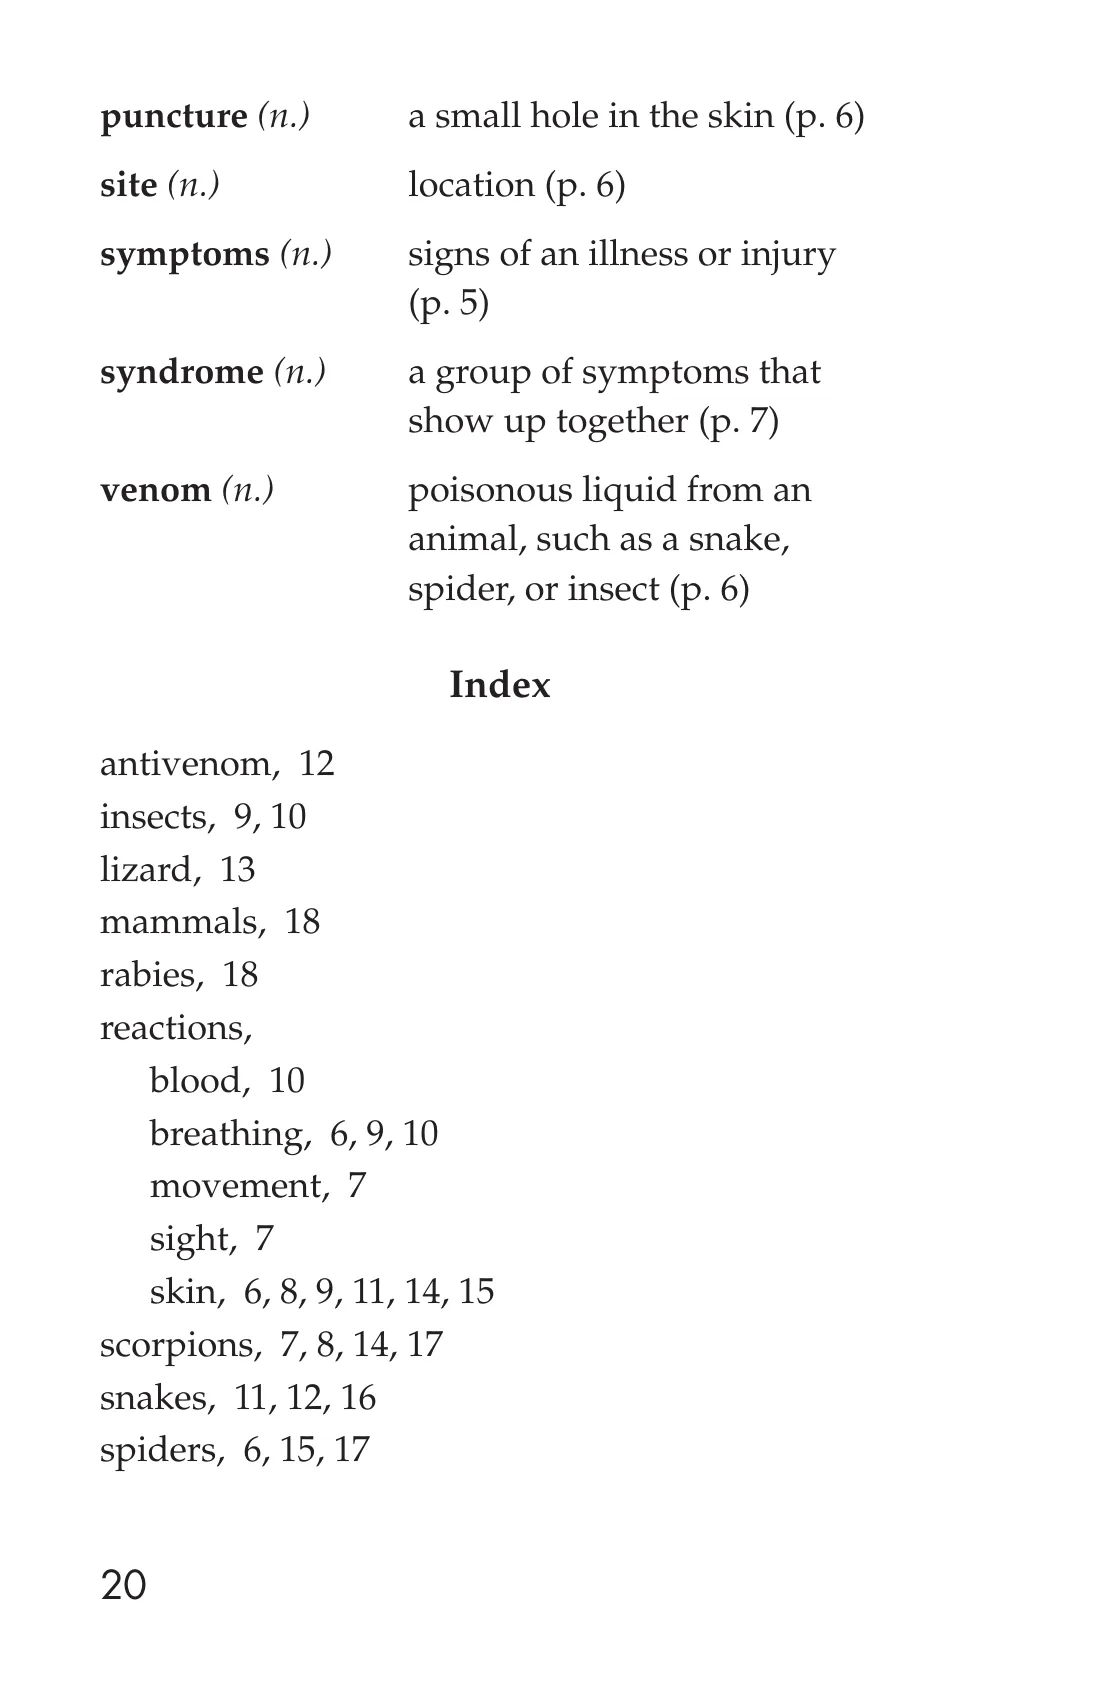 puncture (n.) a small hole in the skin (p. 6)
site (n.) location (p. 6)
symptoms (n.) signs of an illness or injury
(p. 5)
syndrome (n.) a group of symptoms that
show up together (p. 7)
venom (n.) poisonous liquid from an
animal, such as a snake,
spider, or insect (p. 6)
Index
antivenom, 12
insects, 9, 10
lizard, 13
mammals, 18
rabies, 18
reactions,
blood, 10
breathing, 6, 9, 10
movement, 7
sight, 7
skin, 6, 8, 9, 11, 14, 15
scorpions, 7, 8, 14, 17
snakes, 11, 12, 16
spiders, 6, 15, 17
20